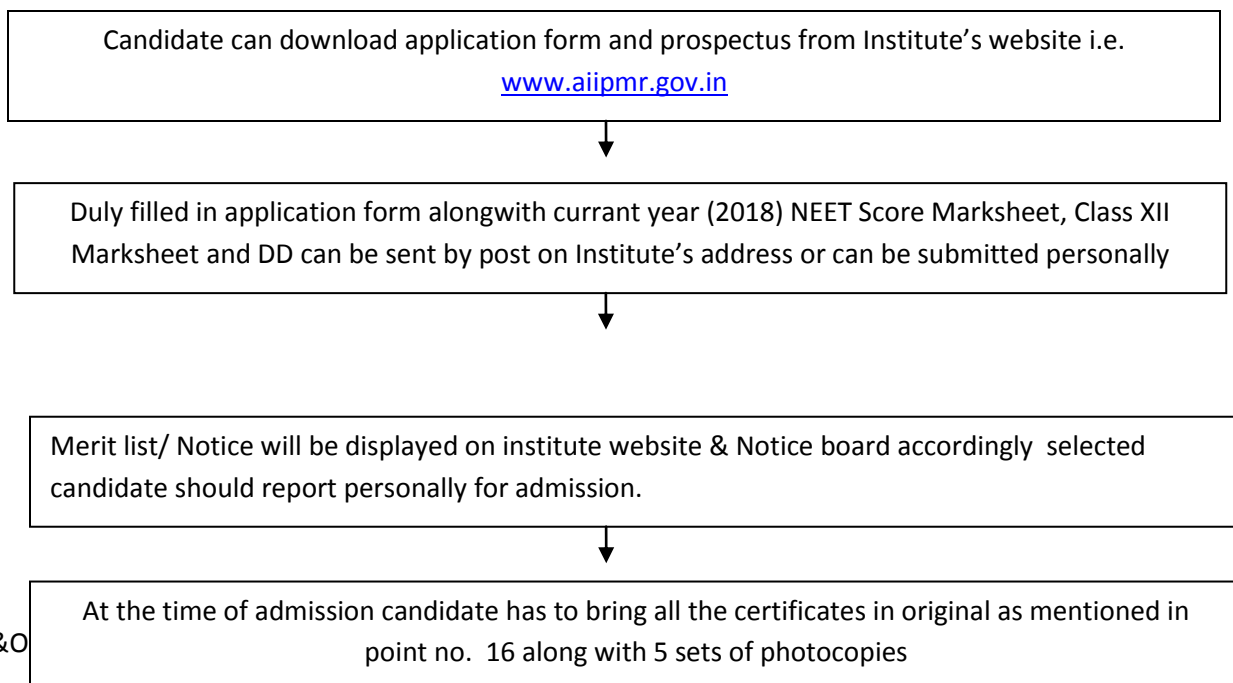 Candidate can download application form and prospectus from Institute's website i.e.
www.aiipmr.gov.in
Duly filled in application form alongwith currant year (2018) NEET Score Marksheet, Class XII
Marksheet and DD can be sent by post on Institute's address or can be submitted personally
Merit list/ Notice will be displayed on institute website & Notice board accordingly selected
candidate should report personally for admission.
At the time of admission candidate has to bring all the certificates in original as mentioned in
&O
point no. 16 along with 5 sets of photocopies